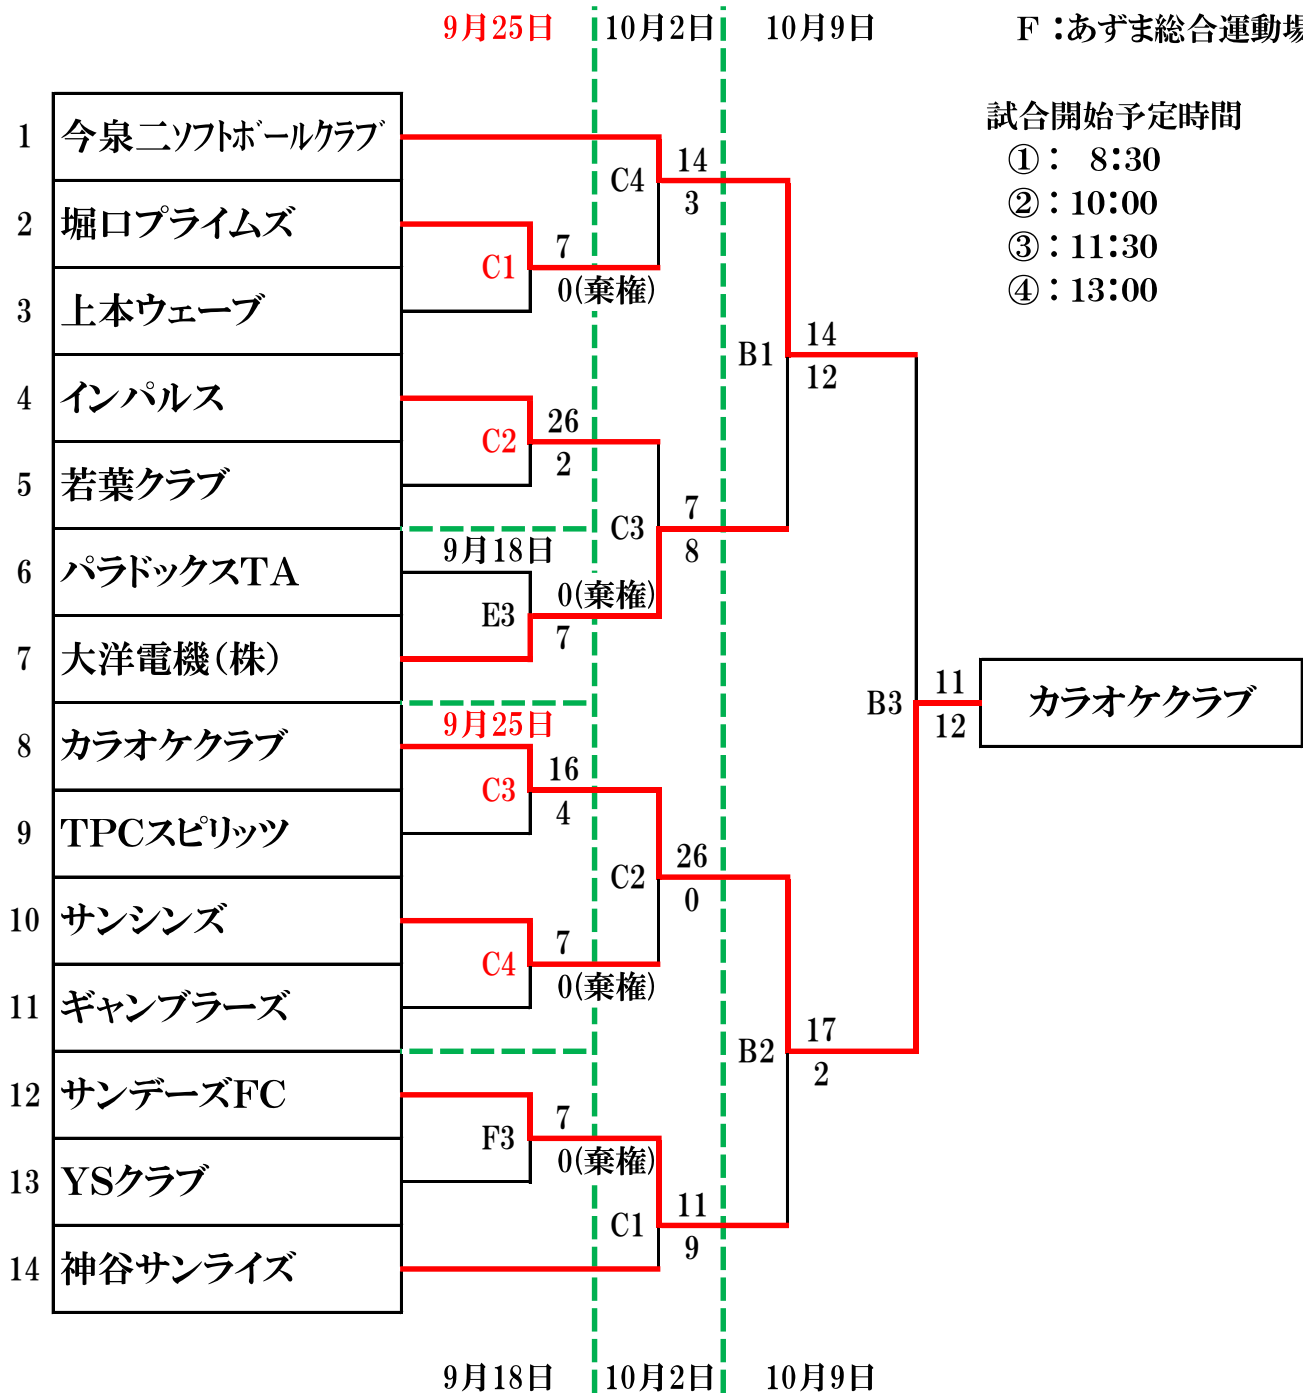 9月25日 10月2日 10月9日 F：あずま総合運動場
試合開始予定時間
①： 8:30
②：10:00
③：11:30
④：13:00
1 今泉二ソフトボールクラブ
14
C4
3
2 堀口プライムズ
7
C1
0(棄権)
3 上本ウェーブ
14
B1
12
4 インパルス
26
C2
2
5 若葉クラブ
7
C3
8
9月18日
6 パラドックスTA
0(棄権)
E3
7
7 大洋電機(株)
11
B3
12
カラオケクラブ
9月25日
8 カラオケクラブ
16
C3
4
9 TPCスピリッツ
26
C2
0
10 サンシンズ
7
C4
0(棄権)
11 ギャンブラーズ
17
B2
2
12 サンデーズFC
7
F3
0(棄権)
13 YSクラブ
11
C1
9
14 神谷サンライズ
9月18日 10月2日 10月9日